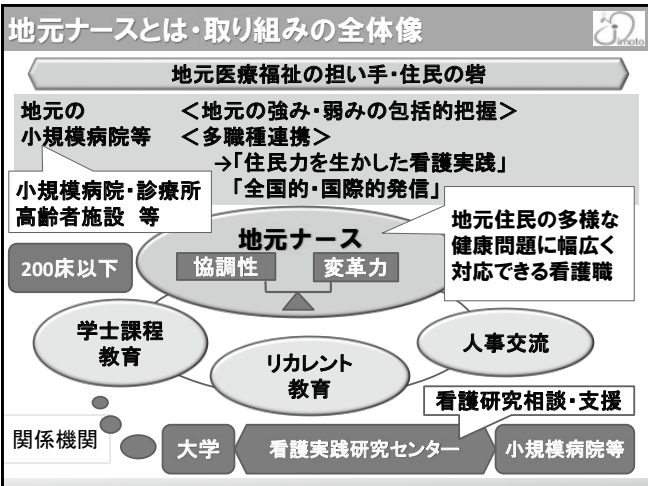 地元ナースとは・取り組みの全体像
Jimoto
地元医療福祉の担い手・住民の砦
地元の
小規模病院等
＜地元の強み・弱みの包括的把握＞
＜多職種連携＞
→「住民力を生かした看護実践」
「全国的・国際的発信」
小規模病院・診療所
高齢者施設 等
200床以下
地元ナース
協調性
変革力
地元住民の多様な
健康問題に幅広く
対応できる看護職
学士課程
教育
リカレント
教育
人事交流
看護研究相談・支援
関係機関
大学
看護実践研究センター
小規模病院等